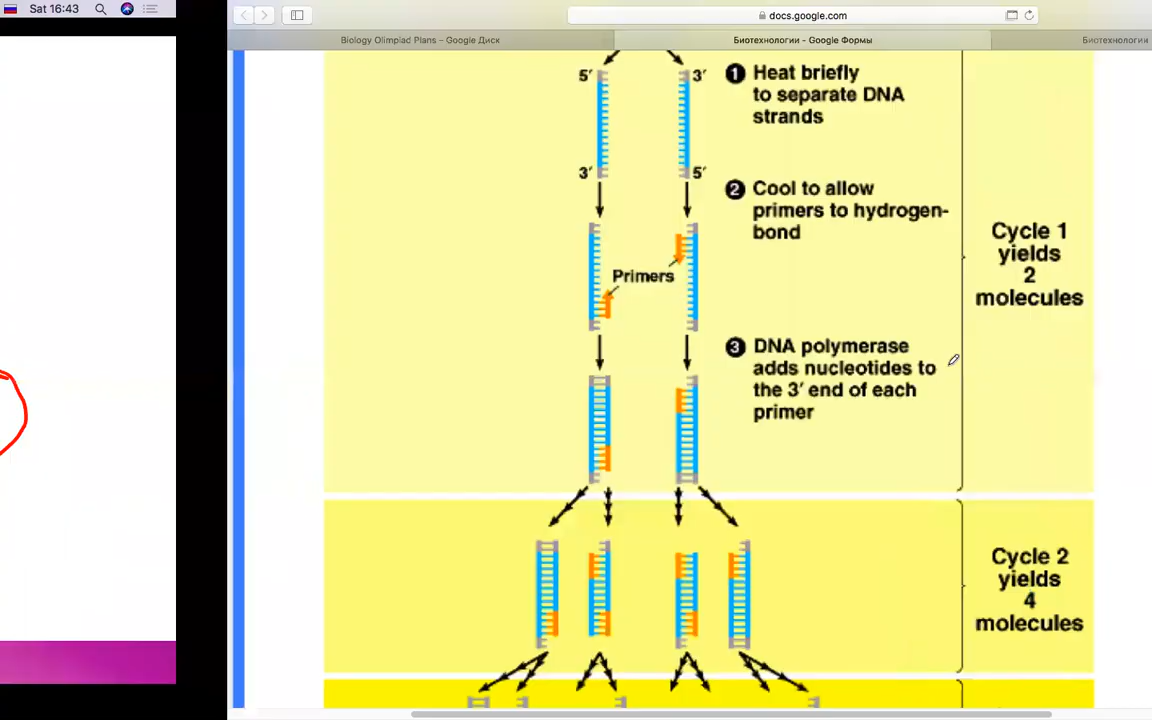 Sat 16:43
docs.google.com
Biology Olimpiad Plans – Google Диск
Биотехнологии - Google Формы
Биотехнологии
5′
3′
1 Heat briefly
to separate DNA
strands
3′
5′
2 Cool to allow
primers to hydrogen-
bond
Primers
Cycle 1
yields
2
molecules
3 DNA polymerase
adds nucleotides to
the 3′ end of each
primer
Cycle 2
yields
4
molecules